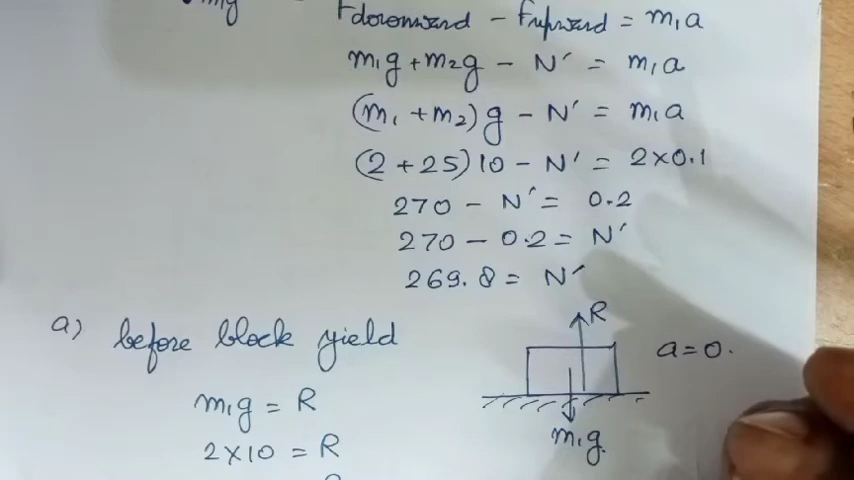 mg
Fdownward - Fupward = m₁a
m₁g + m₂g - N' = m₁a
(m₁ + m₂)g - N' = m₁a
(2 + 25)10 - N' = 2×0.1
270 - N' = 0.2
270 - 0.2 = N'
269.8 = N'
a) before block yield
R
a = 0.
m₁g = R
m₁g.
2×10 = R